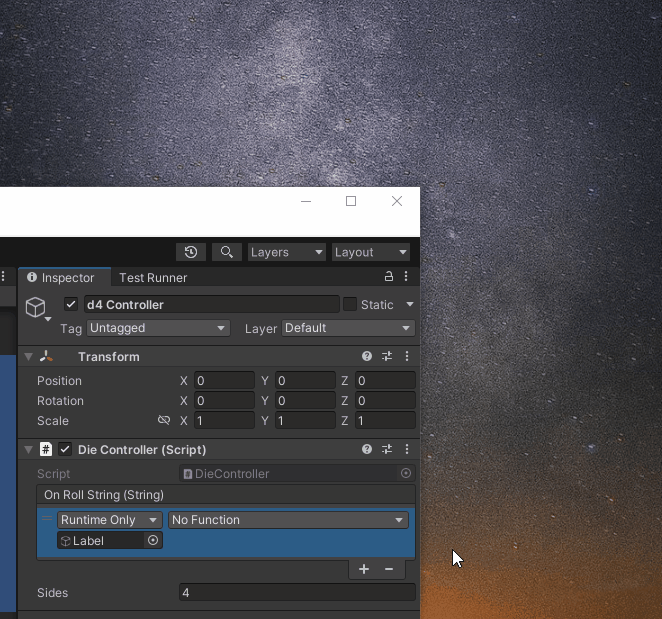 Layers Layout
Inspector Test Runner
d4 Controller Static
Tag Untagged Layer Default
Transform
Position X 0 Y 0 Z 0
Rotation X 0 Y 0 Z 0
Scale X 1 Y 1 Z 1
# Die Controller (Script)
Script # DieController
On Roll String (String)
Runtime Only No Function
Label
Sides 4